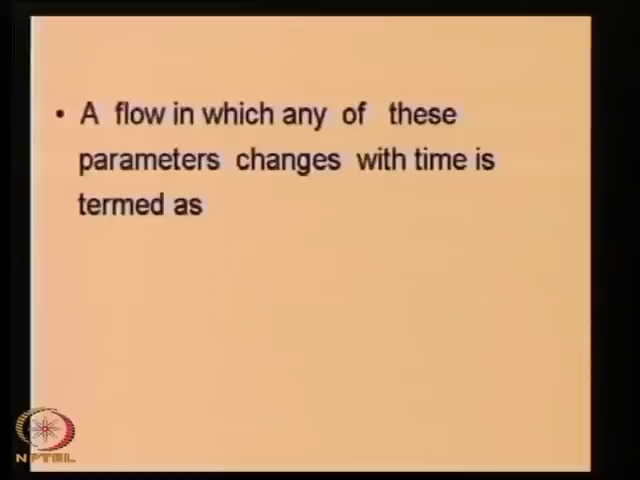 • A flow in which any of these
parameters changes with time is
termed as
NPTEL